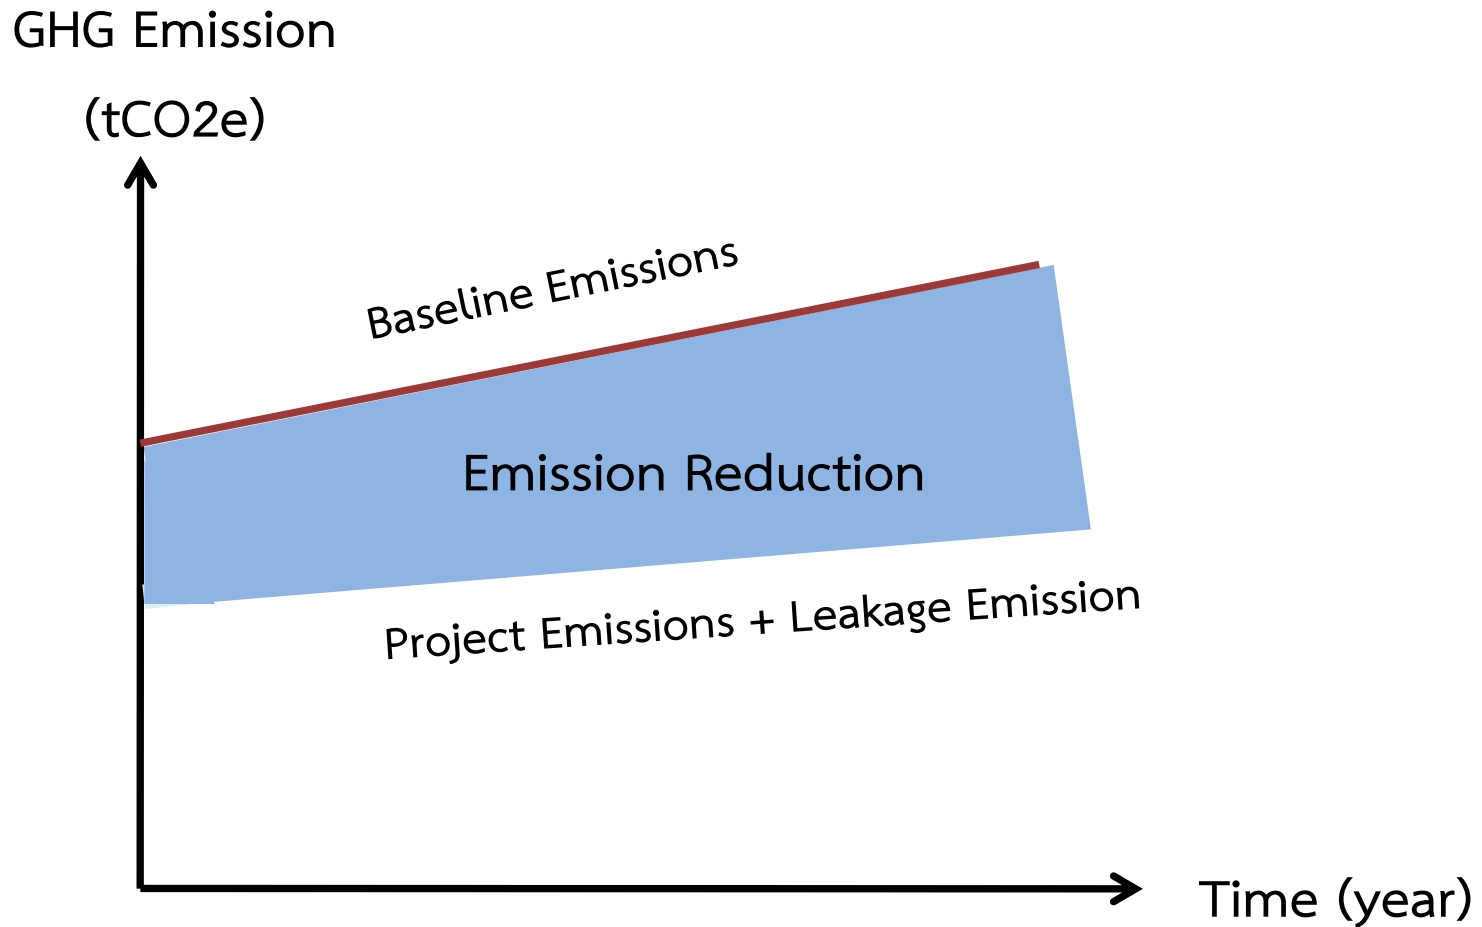 GHG Emission
(tCO2e)
Baseline Emissions
Emission Reduction
Project Emissions + Leakage Emission
Time (year)